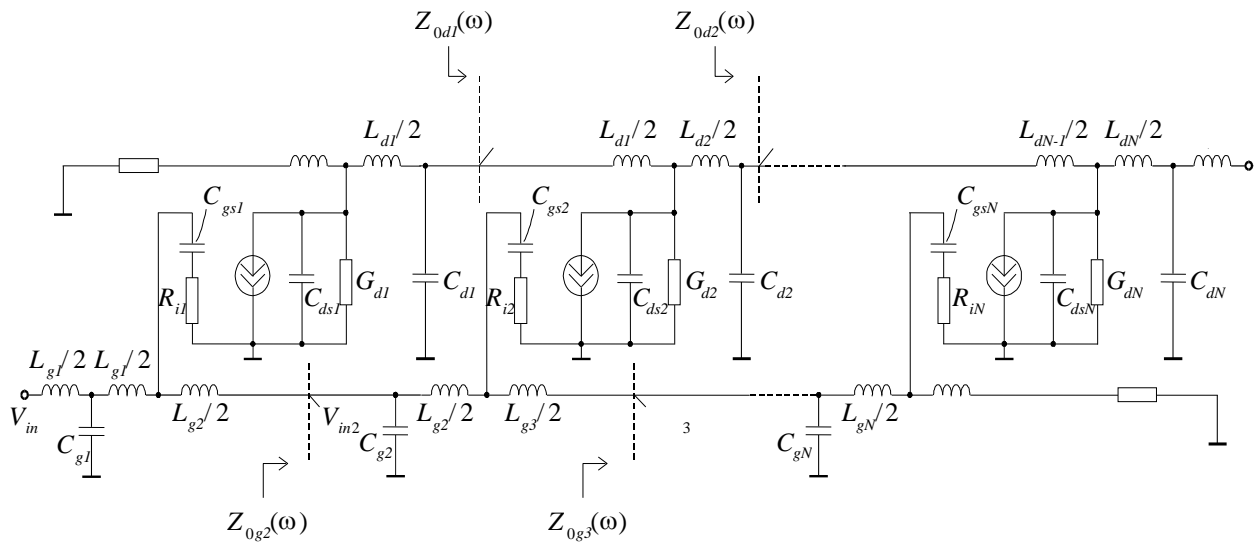 Z0d1(ω) Z0d2(ω)
Ld1/2 Ld1/2 Ld2/2 LdN-1/2 LdN/2
Cgs1 Cgs2 CgsN
Ri1 Cds1 Gd1 Cd1 Ri2 Cds2 Gd2 Cd2 RiN CdsN GdN CdN
Lg1/2 Lg1/2
Vin Cg1 Lg2/2 Vin2 Cg2 Lg2/2 Lg3/2 3 CgN LgN/2
Z0g2(ω) Z0g3(ω)